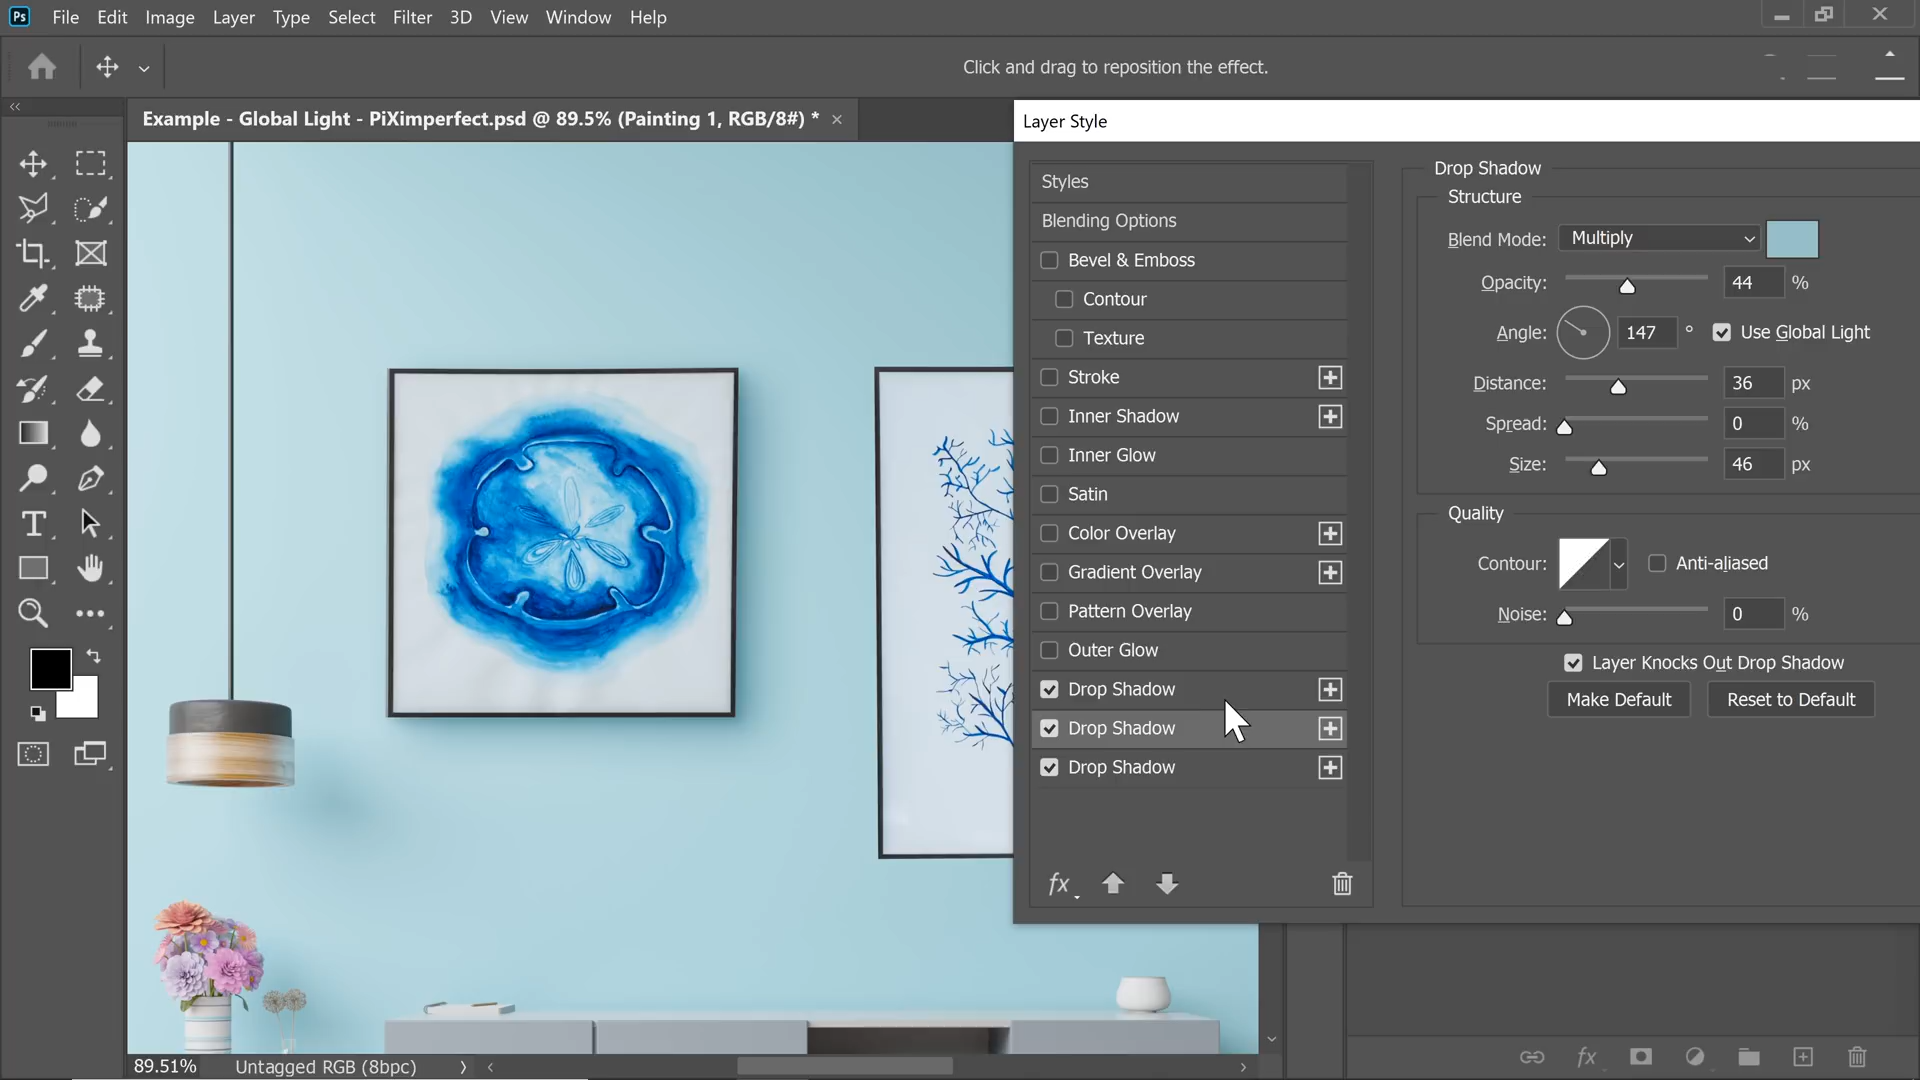 Ps File Edit Image Layer Type Select Filter 3D View Window Help
Click and drag to reposition the effect.
Example - Global Light - PiXimperfect.psd @ 89.5% (Painting 1, RGB/8#) * ×
Layer Style
Styles
Blending Options
Bevel & Emboss
Contour
Texture
Stroke
Inner Shadow
Inner Glow
Satin
Color Overlay
Gradient Overlay
Pattern Overlay
Outer Glow
Drop Shadow
Drop Shadow
Drop Shadow
fx
Drop Shadow
Structure
Blend Mode: Multiply
Opacity: 44 %
Angle: 147 ° Use Global Light
Distance: 36 px
Spread: 0 %
Size: 46 px
Quality
Contour: Anti-aliased
Noise: 0 %
Layer Knocks Out Drop Shadow
Make Default Reset to Default
T
89.51% Untagged RGB (8bpc)
fx